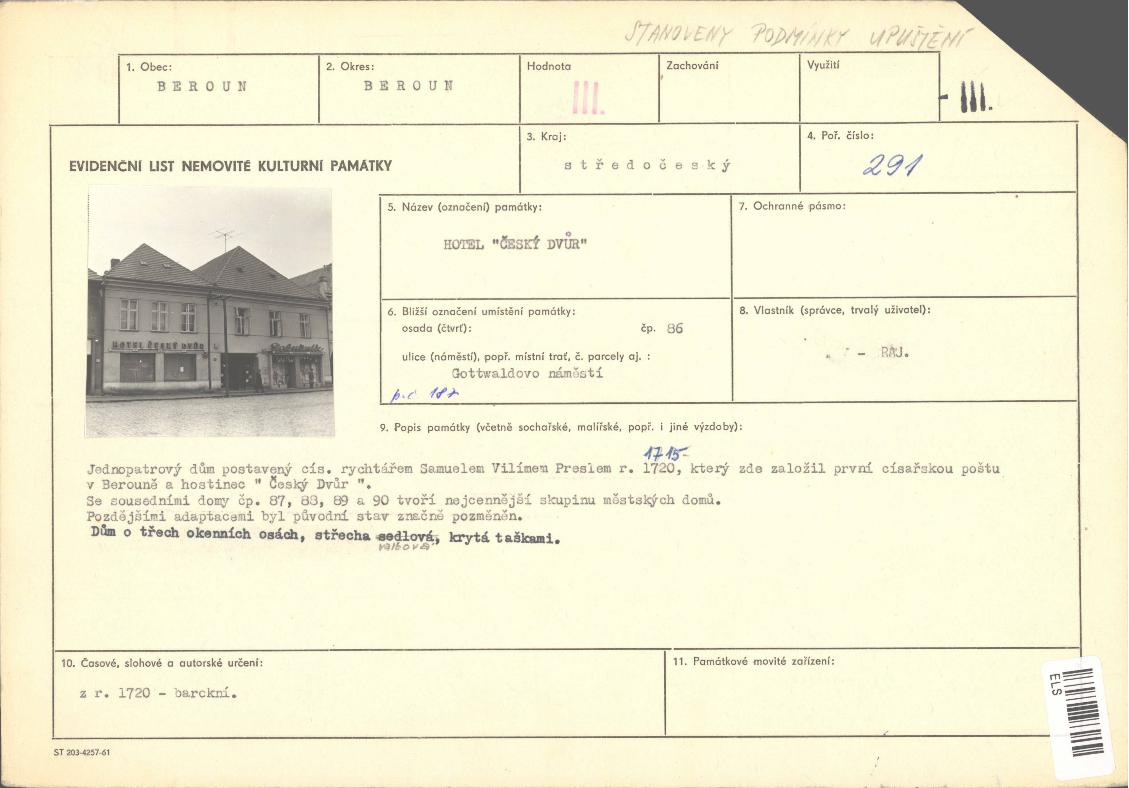 STANOVENY PODMÍNKY UPUŠTĚNÍ
1. Obec:
BEROUN
2. Okres:
BEROUN
Hodnota
III.
Zachování
Využití
- III.
EVIDENČNÍ LIST NEMOVITÉ KULTURNÍ PAMÁTKY
3. Kraj:
středočeský
4. Poř. číslo:
291
HOTEL ČESKÝ DVŮR
5. Název (označení) památky:
HOTEL "ČESKÝ DVŮR"
7. Ochranné pásmo:
6. Bližší označení umístění památky:
osada (čtvrť):
čp. 86
ulice (náměstí), popř. místní trať, č. parcely aj. :
Gottwaldovo náměstí
p.č 187
8. Vlastník (správce, trvalý uživatel):
- RAJ.
9. Popis památky (včetně sochařské, malířské, popř. i jiné výzdoby):
1715-
Jednopatrový dům postavený cís. rychtářem Samuelem Vilímem Preslem r. 1720, který zde založil první císařskou poštu
v Berouně a hostinec " Český Dvůr ".
Se sousedními domy čp. 87, 88, 89 a 90 tvoří nejcennější skupinu městských domů.
Pozdějšími adaptacemi byl původní stav značně pozměněn.
Dům o třech okenních osách, střecha sedlová, krytá taškami.
valbová
10. Časové, slohové a autorské určení:
z r. 1720 - barckní.
11. Památkové movité zařízení:
ELS
ST 203-4257-61